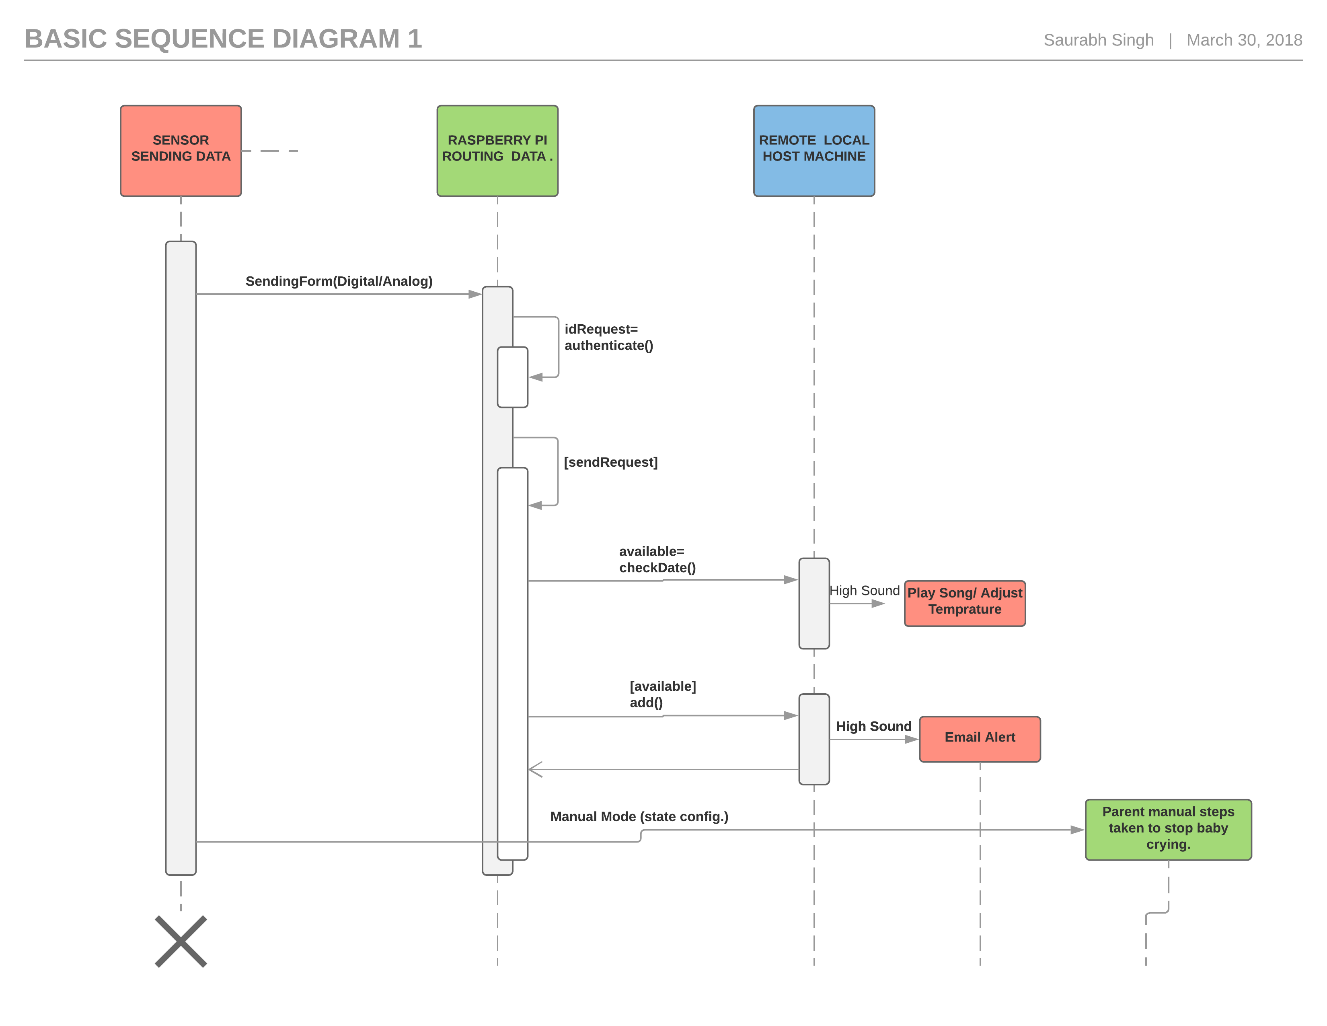 BASIC SEQUENCE DIAGRAM 1
Saurabh Singh | March 30, 2018
SENSOR
SENDING DATA
RASPBERRY PI
ROUTING DATA .
REMOTE LOCAL
HOST MACHINE
SendingForm(Digital/Analog)
idRequest=
authenticate()
[sendRequest]
available=
checkDate()
High Sound
Play Song/ Adjust
Temprature
[available]
add()
High Sound
Email Alert
Manual Mode (state config.)
Parent manual steps
taken to stop baby
crying.